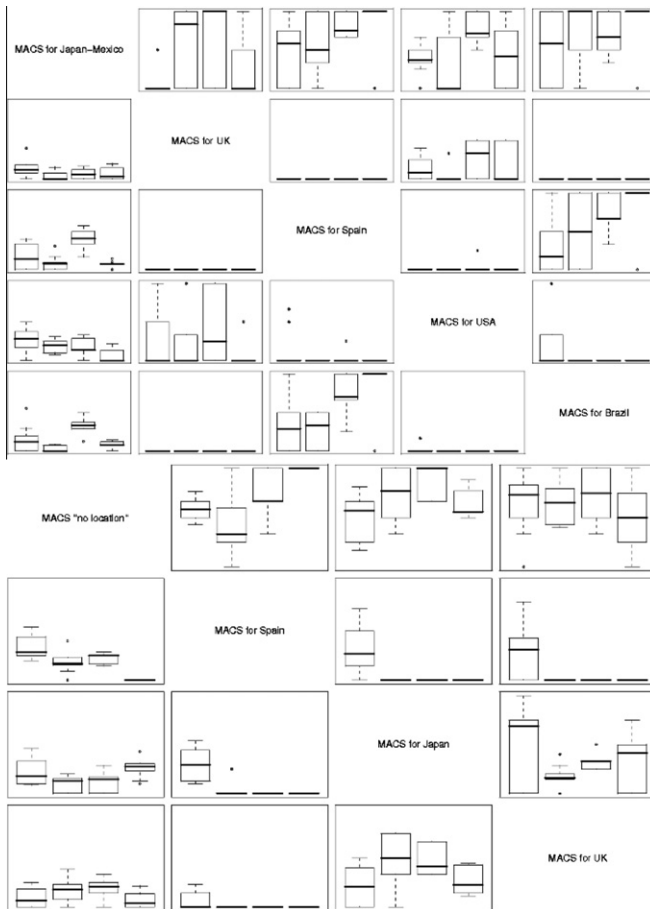 MACS for Japan-Mexico
MACS for UK
MACS for Spain
MACS for USA
MACS for Brazil
MACS "no location"
MACS for Spain
MACS for Japan
MACS for UK